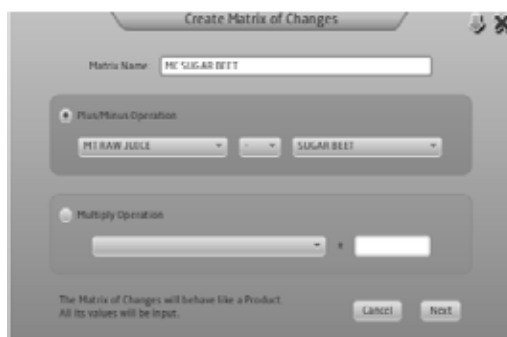 Create Matrix of Changes
Matrix Name MC SUGAR BEET
Plus/Minus Operation
MT RAW JUICE - SUGAR BEET
Multiply Operation
*
The Matrix of Changes will behave like a Product.
All its values will be input.
Cancel Next